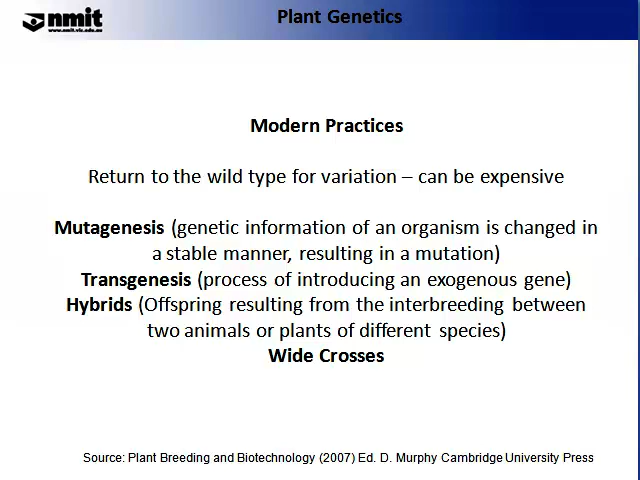 nmit
www.nmit.vic.edu.au
Plant Genetics
Modern Practices
Return to the wild type for variation – can be expensive
Mutagenesis (genetic information of an organism is changed in
a stable manner, resulting in a mutation)
Transgenesis (process of introducing an exogenous gene)
Hybrids (Offspring resulting from the interbreeding between
two animals or plants of different species)
Wide Crosses
Source: Plant Breeding and Biotechnology (2007) Ed. D. Murphy Cambridge University Press